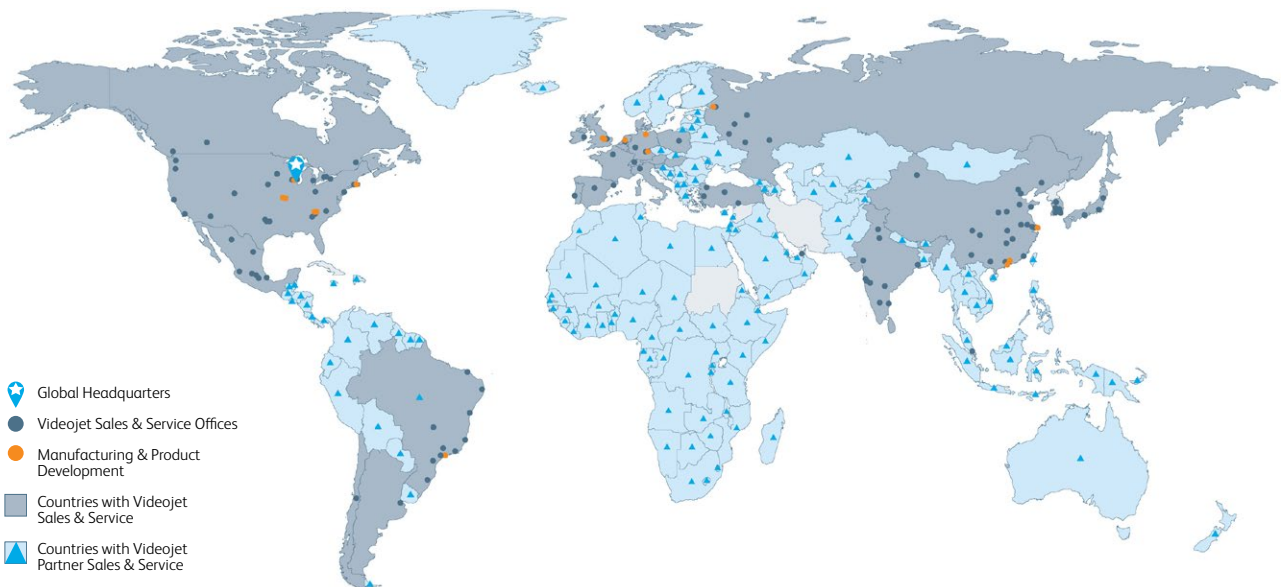 Global Headquarters
Videojet Sales & Service Offices
Manufacturing & Product
Development
Countries with Videojet
Sales & Service
Countries with Videojet
Partner Sales & Service